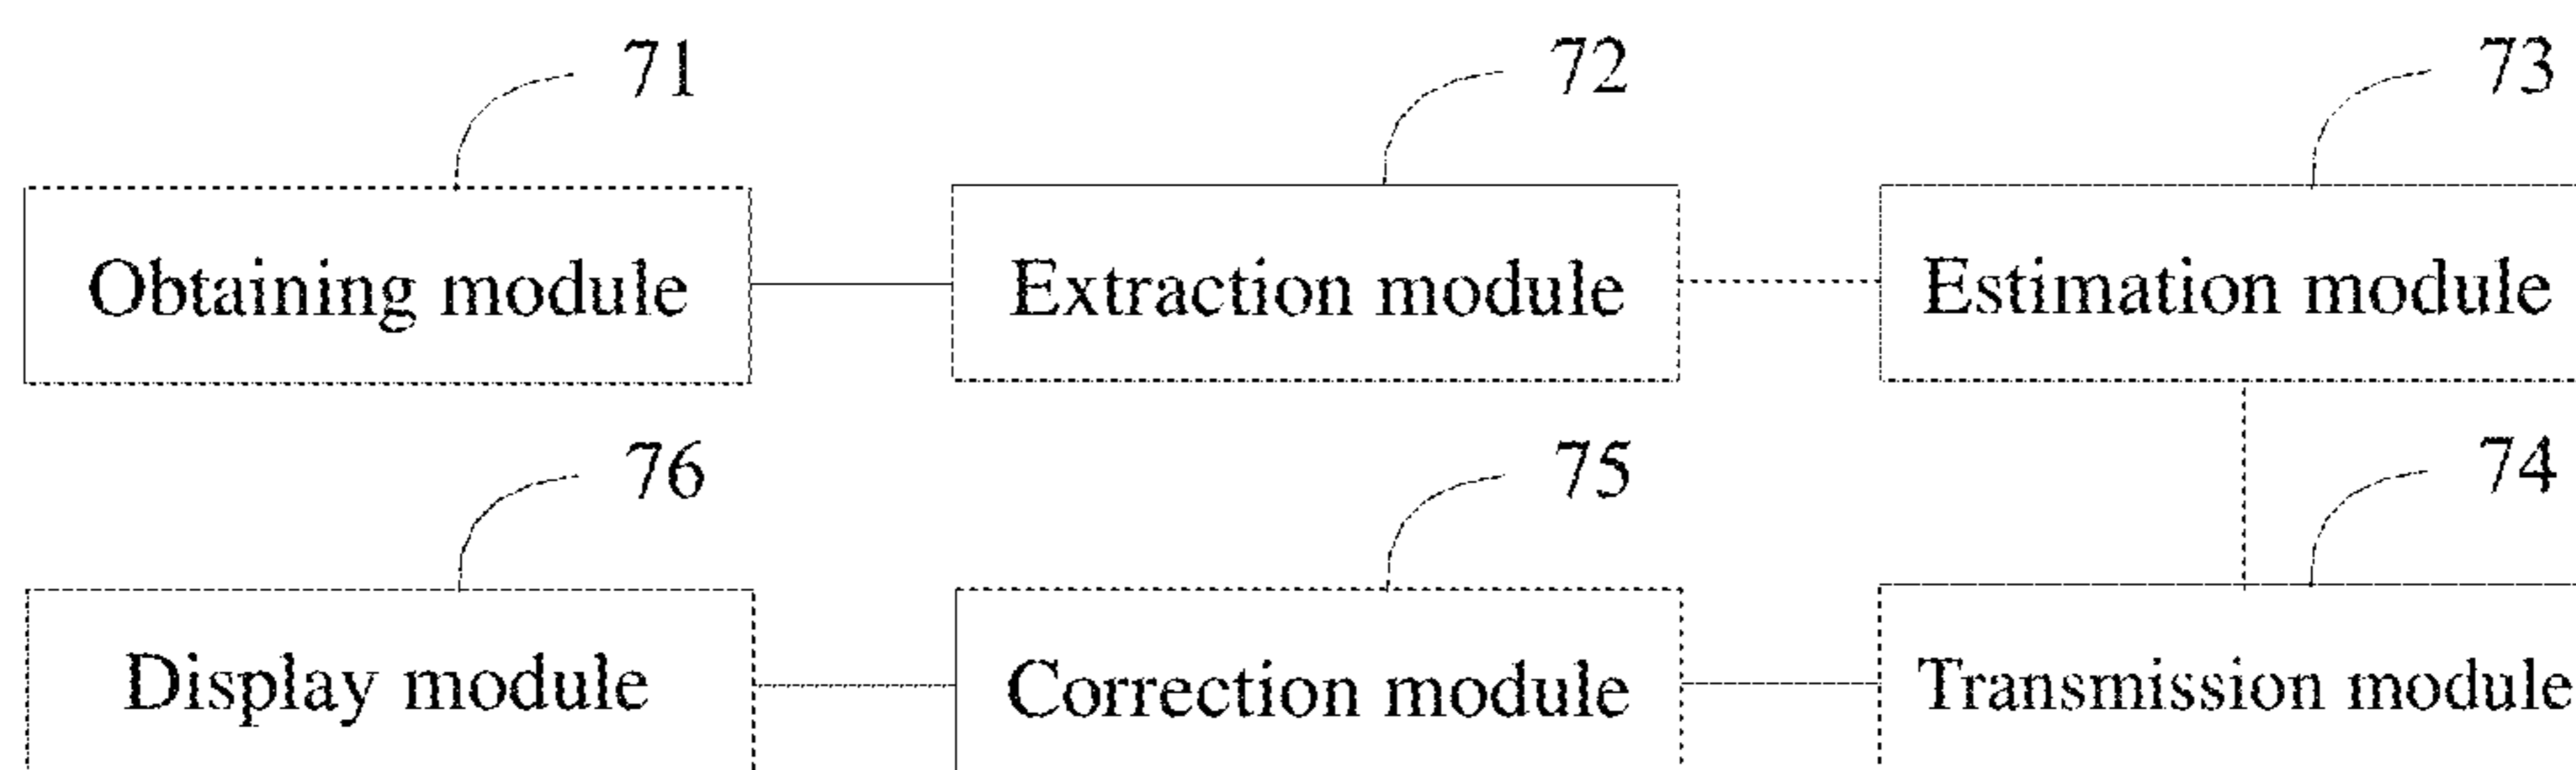 71 72 73
Obtaining module Extraction module Estimation module
76 75 74
Display module Correction module Transmission module